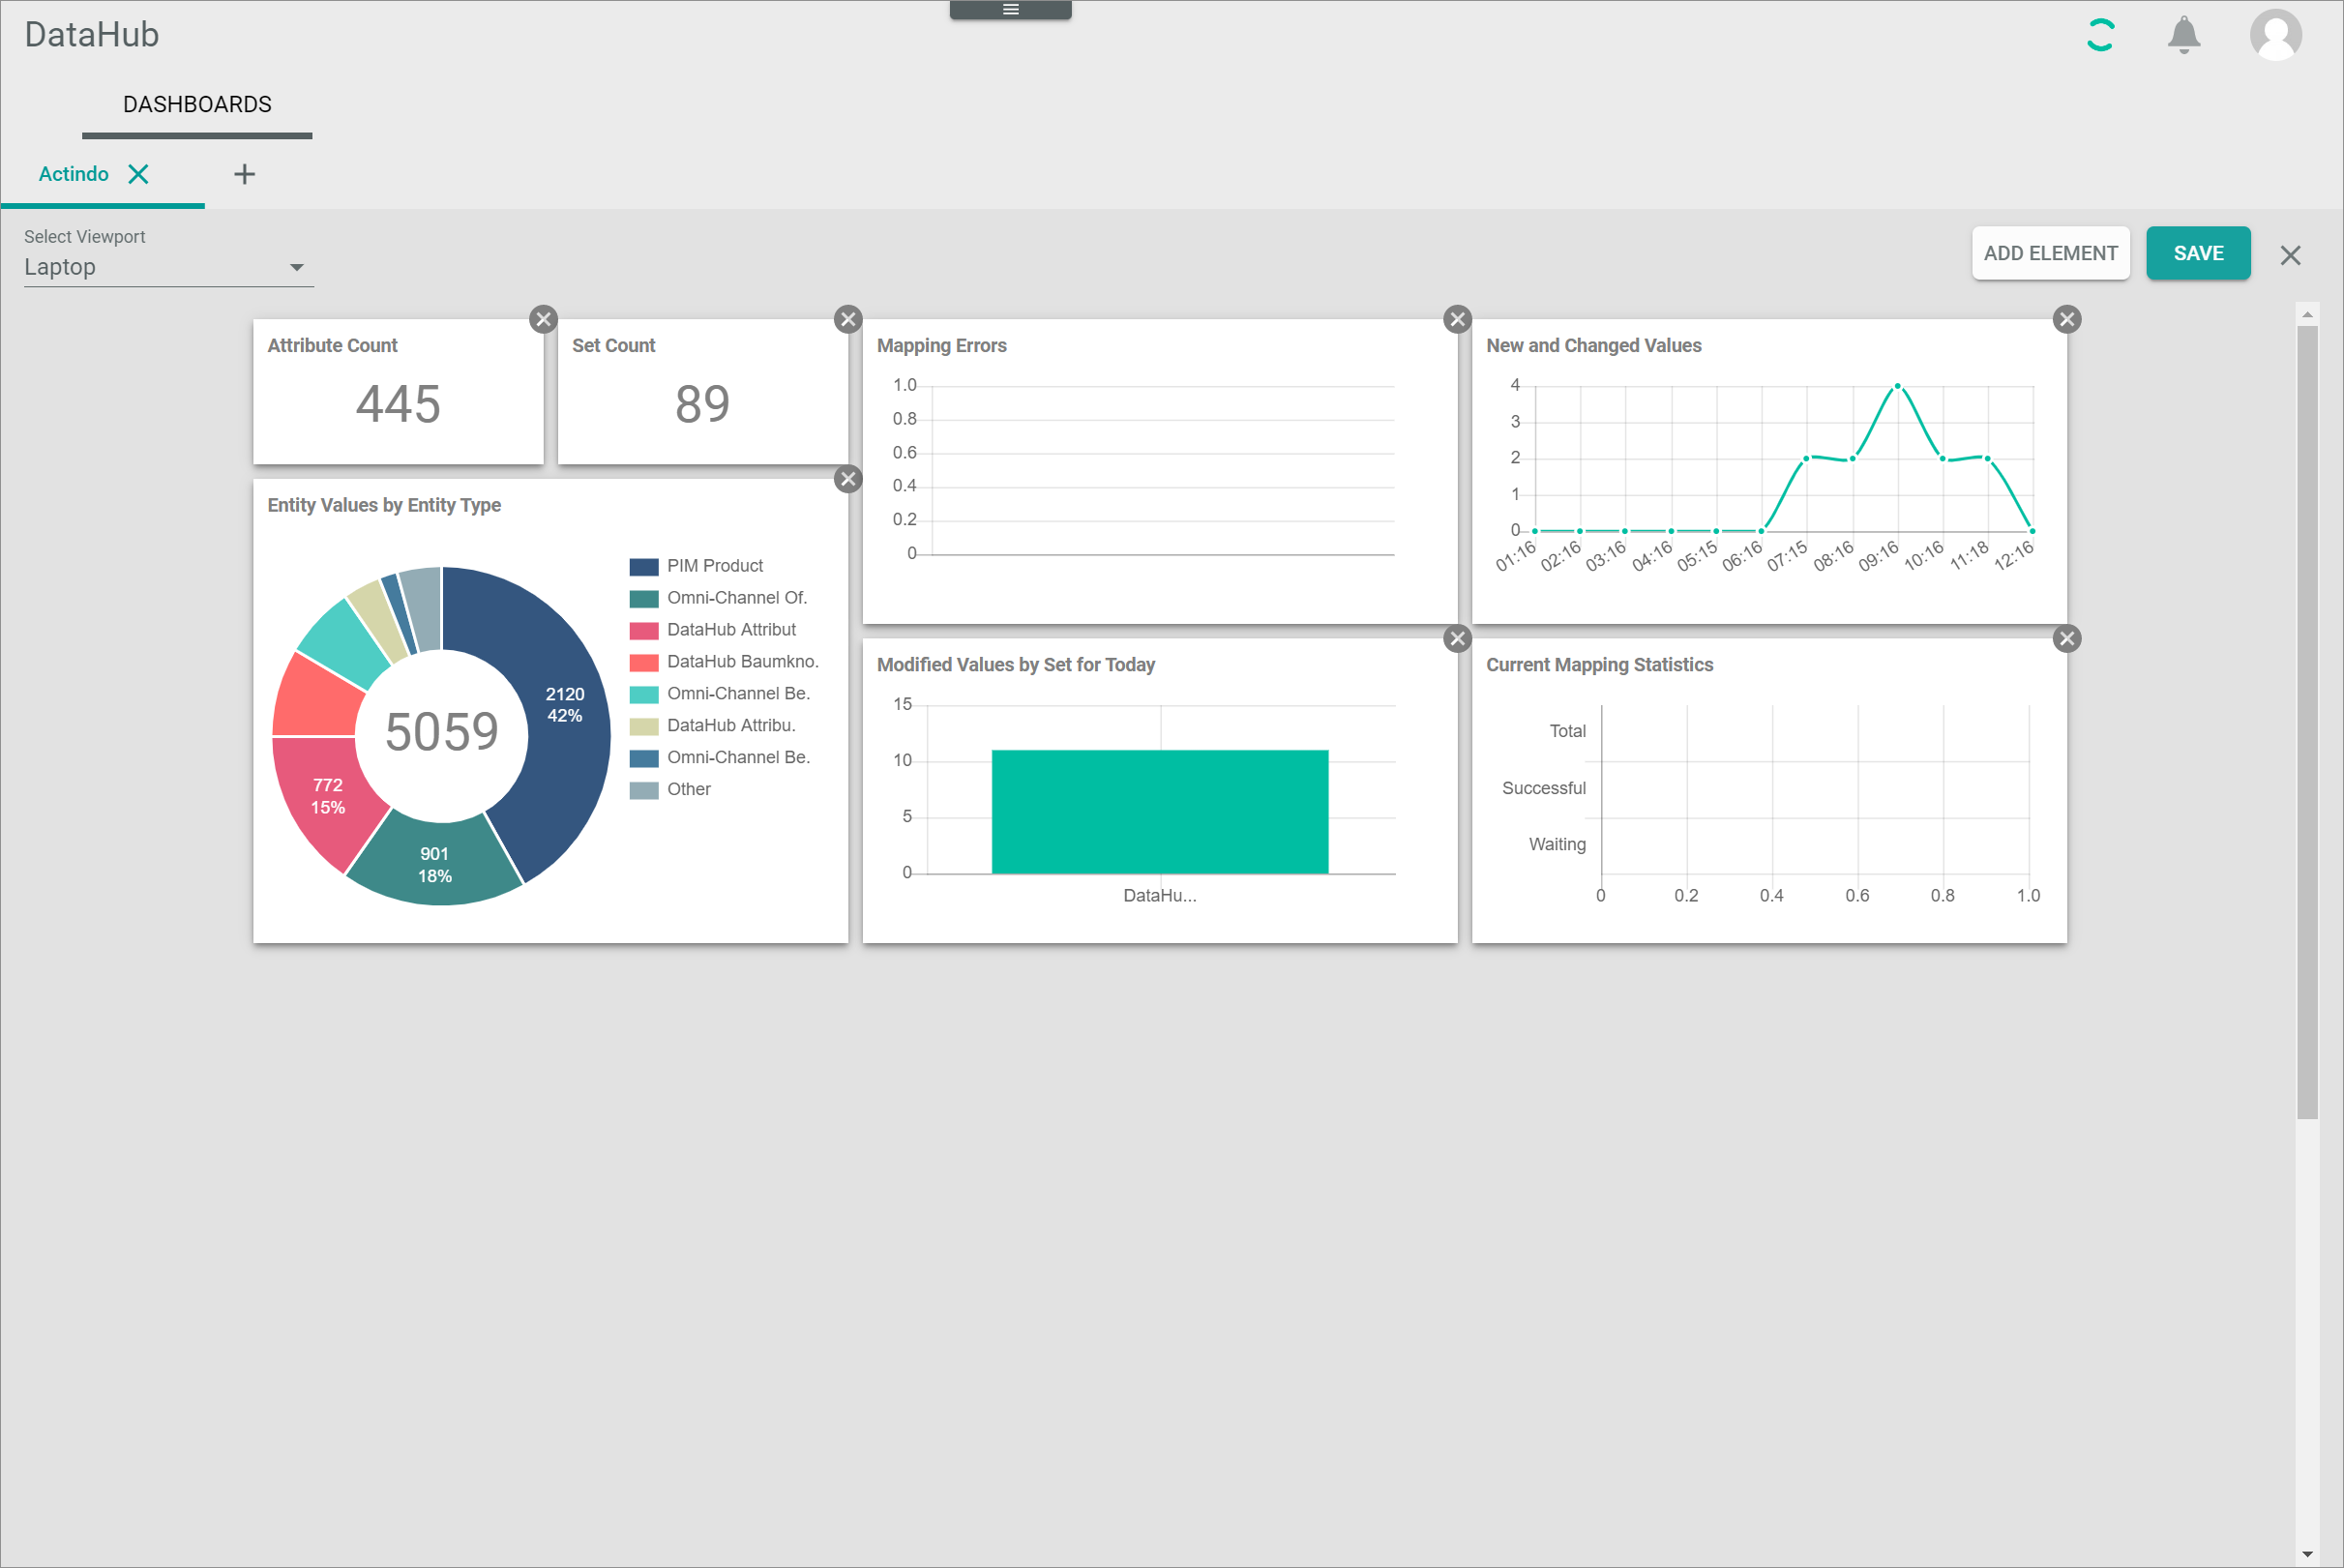 DataHub
DASHBOARDS
Actindo
Select Viewport
Laptop
ADD ELEMENT
SAVE
Attribute Count
445
Set Count
89
Mapping Errors
1.0
0.8
0.6
0.4
0.2
0
New and Changed Values
4
3
2
1
0
01:16 02:16 03:16 04:16 05:15 06:16 07:15 08:16 09:16 10:16 11:18 12:16
Entity Values by Entity Type
PIM Product
Omni-Channel Of.
DataHub Attribut
DataHub Baumkno.
Omni-Channel Be.
DataHub Attribu.
Omni-Channel Be.
Other
2120
42%
5059
772
15%
901
18%
Modified Values by Set for Today
15
10
5
0
DataHu...
Current Mapping Statistics
Total
Successful
Waiting
0 0.2 0.4 0.6 0.8 1.0